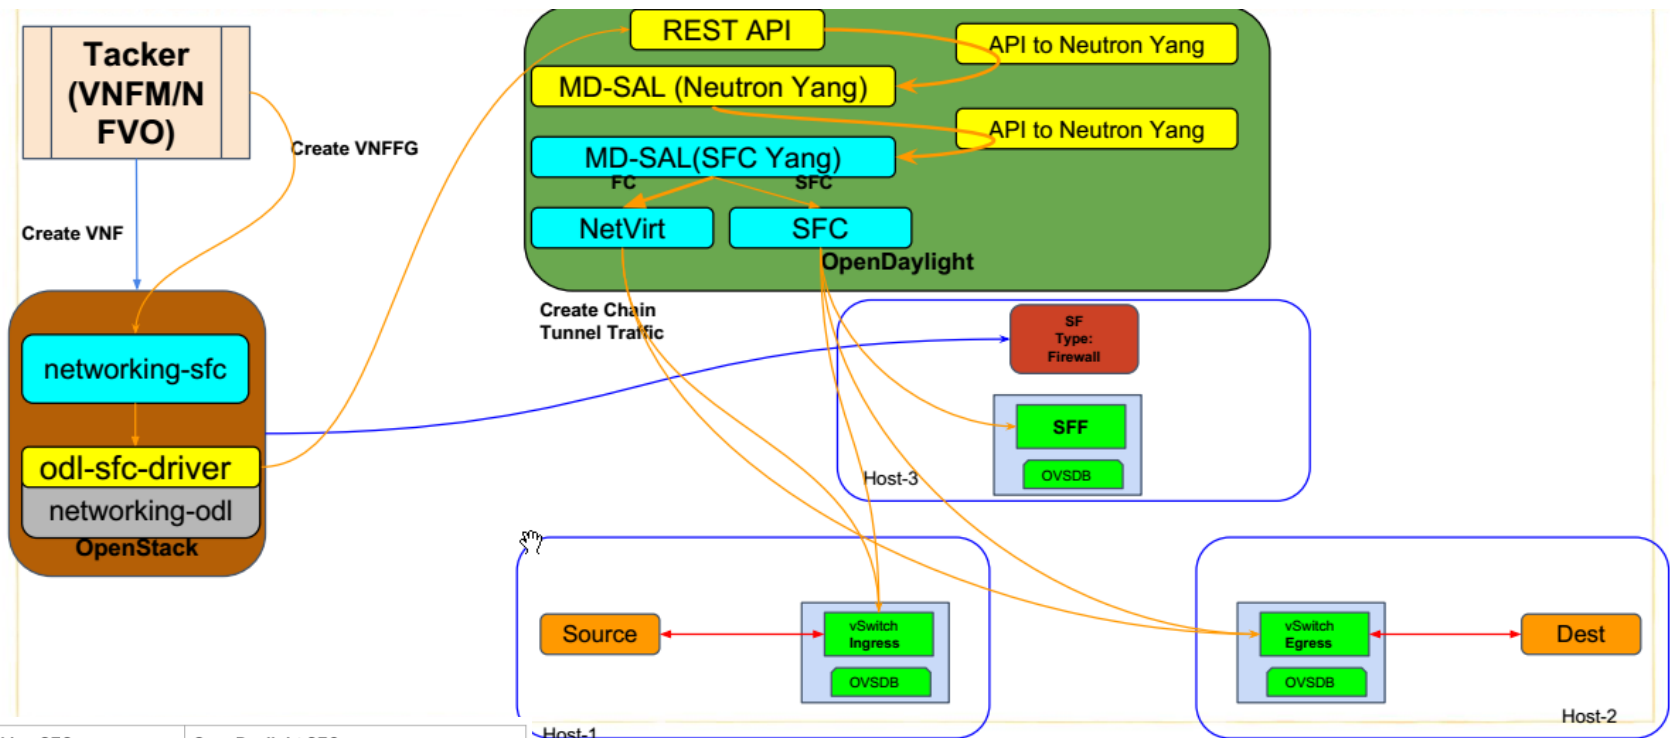 Tacker
(VNFM/N
FVO)
Create VNFFG
Create VNF
networking-sfc
odl-sfc-driver
networking-odl
OpenStack
REST API
API to Neutron Yang
MD-SAL (Neutron Yang)
API to Neutron Yang
MD-SAL(SFC Yang)
FC
SFC
NetVirt
SFC
OpenDaylight
Create Chain
Tunnel Traffic
SF
Type:
Firewall
SFF
OVSDB
Host-3
Source
vSwitch
Ingress
OVSDB
Host-1
vSwitch
Egress
OVSDB
Dest
Host-2